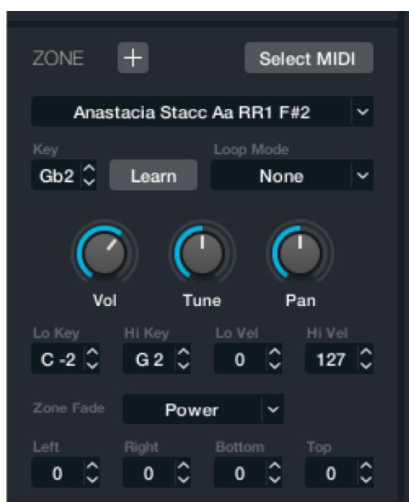 ZONE + Select MIDI
Anastacia Stacc Aa RR1 F#2
Key Loop Mode
Gb2 Learn None
Vol Tune Pan
Lo Key Hi Key Lo Vel Hi Vel
C -2 G 2 0 127
Zone Fade Power
Left Right Bottom Top
0 0 0 0